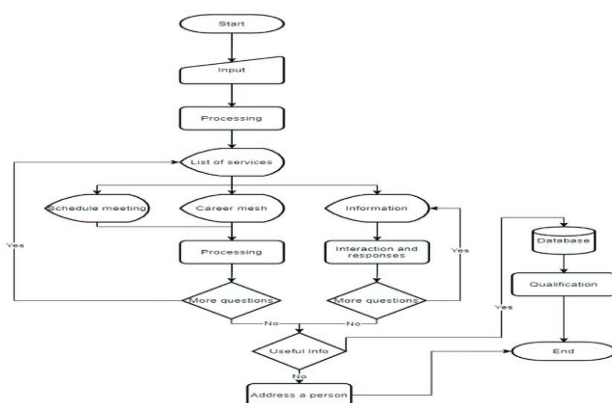 Start
Input
Processing
List of services
Schedule meeting
Career mesh
Information
Processing
Interaction and
responses
Database
Yes
Yes
Qualification
More questions
More questions
Yes
No
No
Useful Info
End
No
Address a person